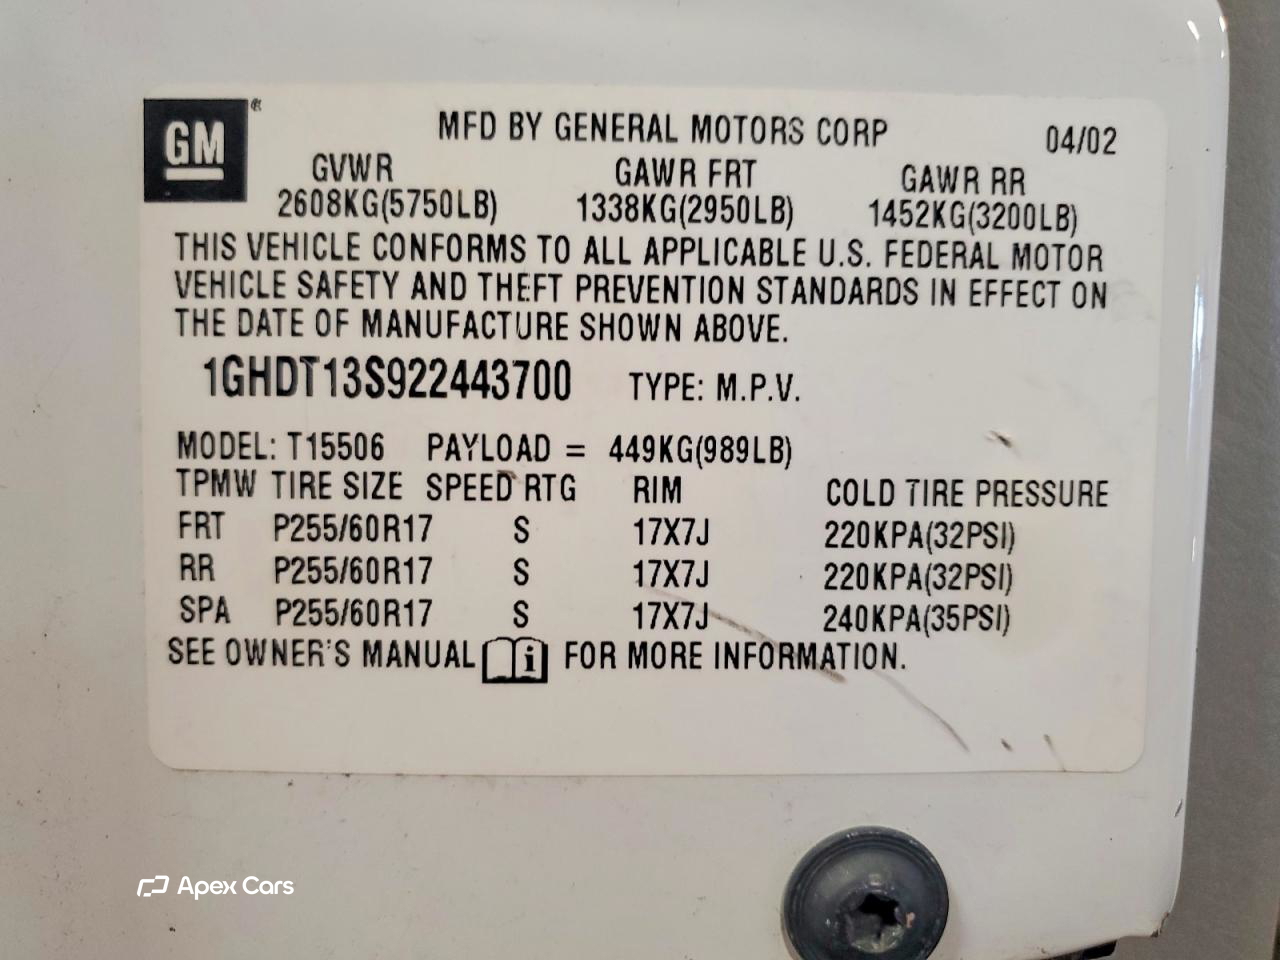 GM®
MFD BY GENERAL MOTORS CORP 04/02
GVWR GAWR FRT GAWR RR
2608KG(5750LB) 1338KG(2950LB) 1452KG(3200LB)
THIS VEHICLE CONFORMS TO ALL APPLICABLE U.S. FEDERAL MOTOR
VEHICLE SAFETY AND THEFT PREVENTION STANDARDS IN EFFECT ON
THE DATE OF MANUFACTURE SHOWN ABOVE.
1GHDT13S922443700 TYPE: M.P.V.
MODEL: T15506 PAYLOAD = 449KG(989LB)
TPMW TIRE SIZE SPEED RTG RIM COLD TIRE PRESSURE
FRT P255/60R17 S 17X7J 220KPA(32PSI)
RR P255/60R17 S 17X7J 220KPA(32PSI)
SPA P255/60R17 S 17X7J 240KPA(35PSI)
SEE OWNER'S MANUAL i FOR MORE INFORMATION.
Apex Cars